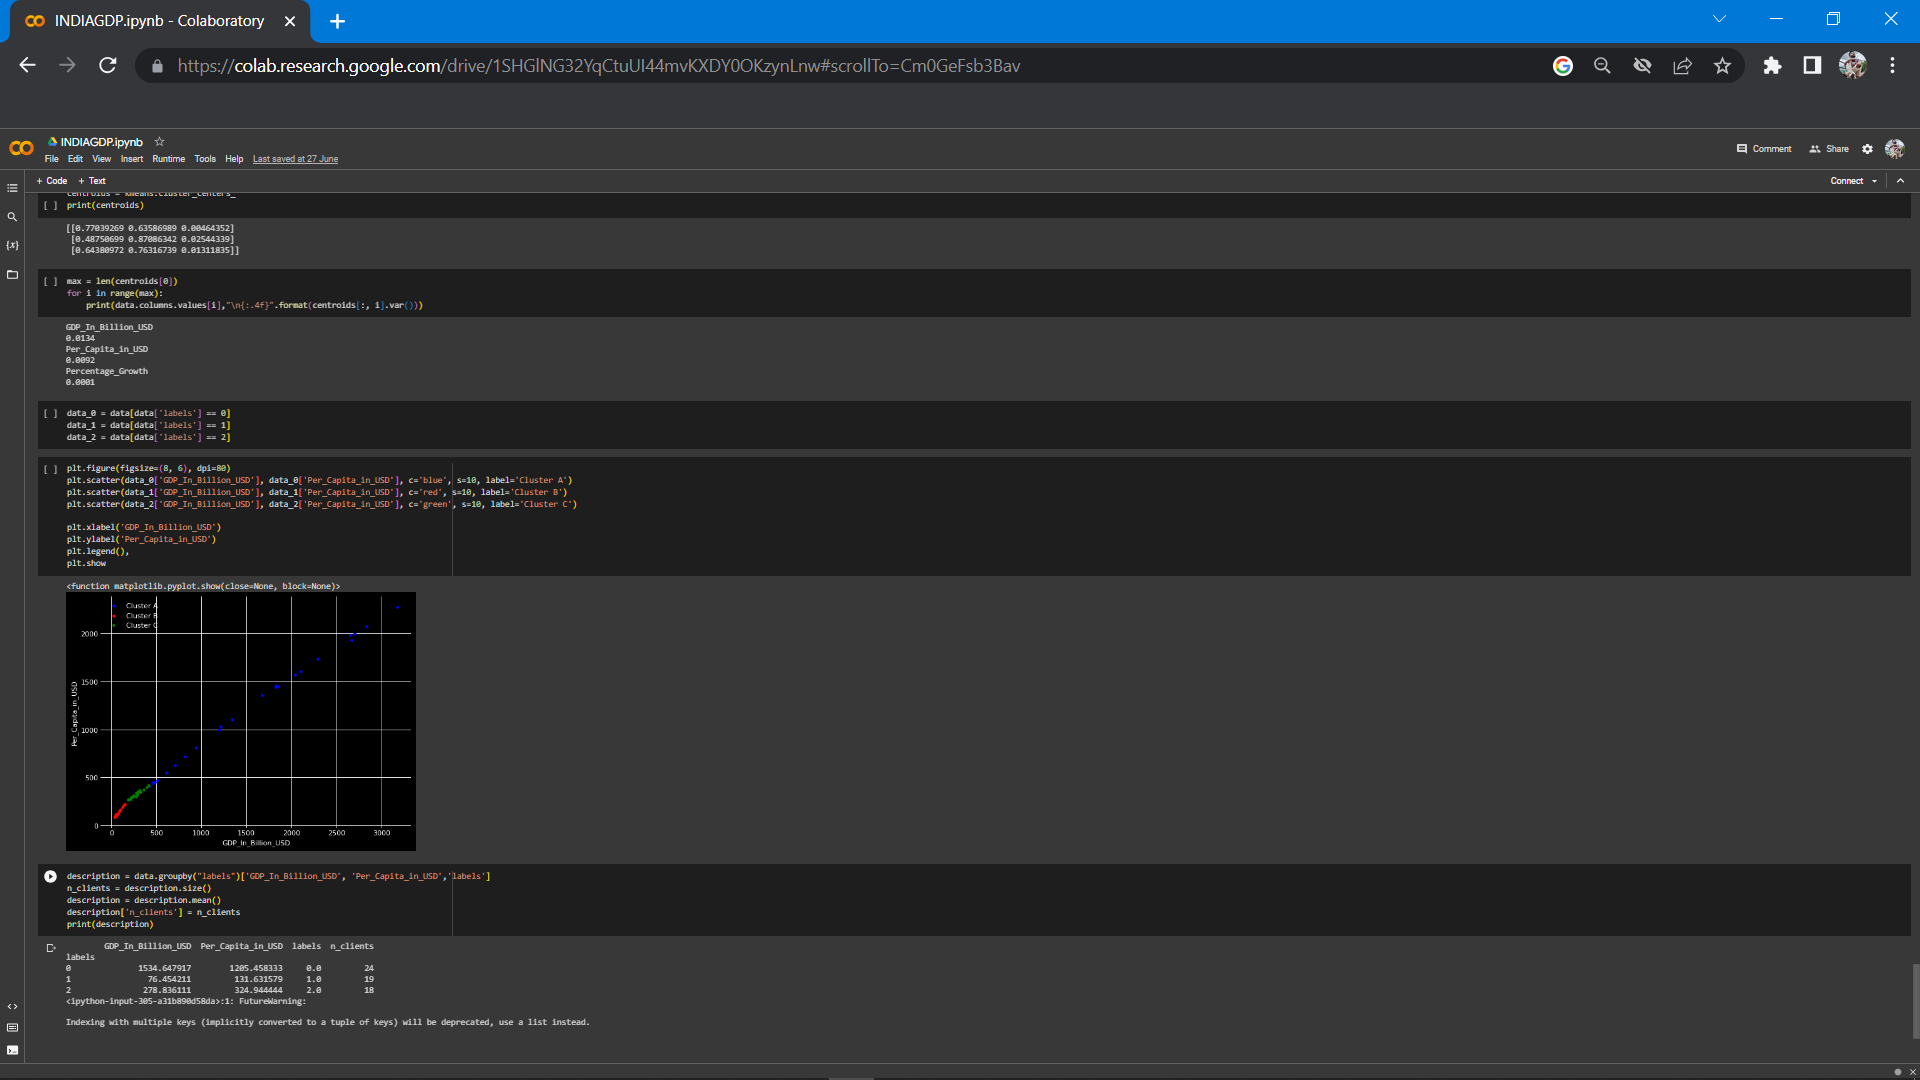 INDIAGDP.ipynb - Colaboratory
https://colab.research.google.com/drive/1SHGlNG32YqCtuUI44mvKXDY0OKzynLnw#scrollTo=Cm0GeFsb3Bav
INDIAGDP.ipynb
File Edit View Insert Runtime Tools Help Last saved at 27 June
Comment Share
+ Code + Text
Connect
centroids = kmeans.cluster_centers_
[ ] print(centroids)
[[0.77039269 0.63586989 0.00464352]
[0.48750699 0.87086342 0.02544339]
[0.64380972 0.76316739 0.01311835]]
[ ] max = len(centroids[0])
for i in range(max):
print(data.columns.values[i],"\n{:.4f}".format(centroids[:, i].var()))
GDP_In_Billion_USD
0.0134
Per_Capita_in_USD
0.0092
Percentage_Growth
0.0001
[ ] data_0 = data[data['labels'] == 0]
data_1 = data[data['labels'] == 1]
data_2 = data[data['labels'] == 2]
[ ] plt.figure(figsize=(8, 6), dpi=80)
plt.scatter(data_0['GDP_In_Billion_USD'], data_0['Per_Capita_in_USD'], c='blue', s=10, label='Cluster A')
plt.scatter(data_1['GDP_In_Billion_USD'], data_1['Per_Capita_in_USD'], c='red', s=10, label='Cluster B')
plt.scatter(data_2['GDP_In_Billion_USD'], data_2['Per_Capita_in_USD'], c='green', s=10, label='Cluster C')
plt.xlabel('GDP_In_Billion_USD')
plt.ylabel('Per_Capita_in_USD')
plt.legend(),
plt.show
<function matplotlib.pyplot.show(close=None, block=None)>
Cluster A
Cluster B
Cluster C
2000
1500
1000
500
0
Per_Capita_in_USD
0 500 1000 1500 2000 2500 3000
GDP_In_Billion_USD
description = data.groupby("labels")['GDP_In_Billion_USD', 'Per_Capita_in_USD','labels']
n_clients = description.size()
description = description.mean()
description['n_clients'] = n_clients
print(description)
GDP_In_Billion_USD Per_Capita_in_USD labels n_clients
labels
0 1534.647917 1205.458333 0.0 24
1 76.454211 131.631579 1.0 19
2 278.836111 324.944444 2.0 18
<ipython-input-305-a31b890d58da>:1: FutureWarning:
Indexing with multiple keys (implicitly converted to a tuple of keys) will be deprecated, use a list instead.